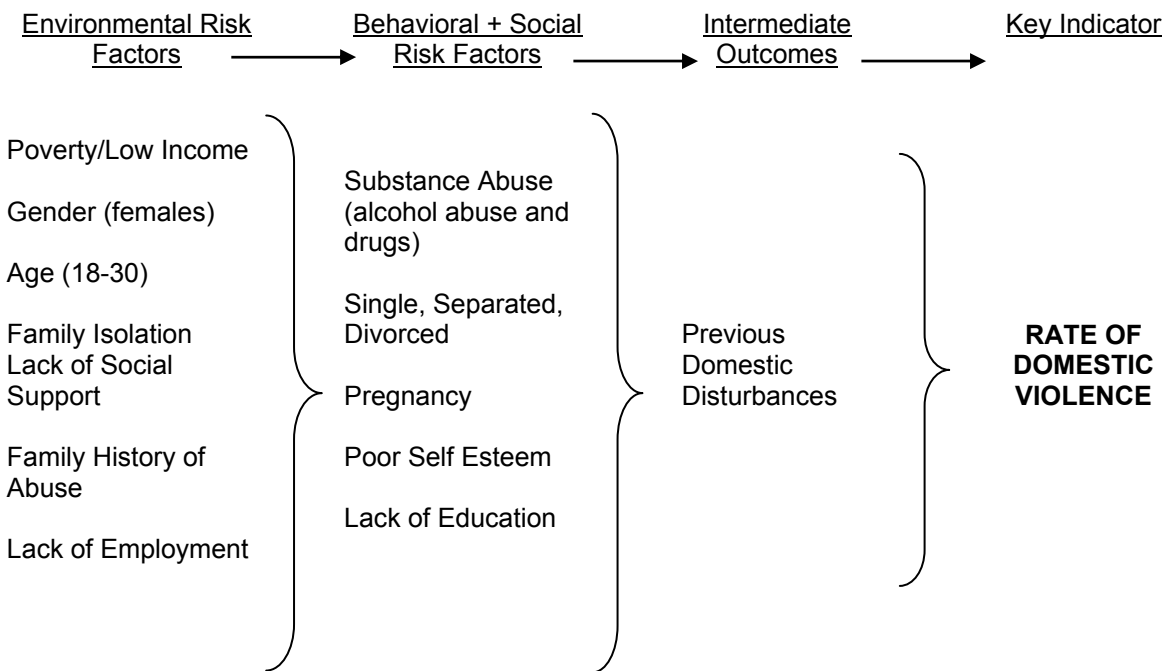 Environmental Risk
Factors
Behavioral + Social
Risk Factors
Intermediate
Outcomes
Key Indicator
Poverty/Low Income
Gender (females)
Age (18-30)
Family Isolation
Lack of Social
Support
Family History of
Abuse
Lack of Employment
Substance Abuse
(alcohol abuse and
drugs)
Single, Separated,
Divorced
Pregnancy
Poor Self Esteem
Lack of Education
Previous
Domestic
Disturbances
RATE OF
DOMESTIC
VIOLENCE